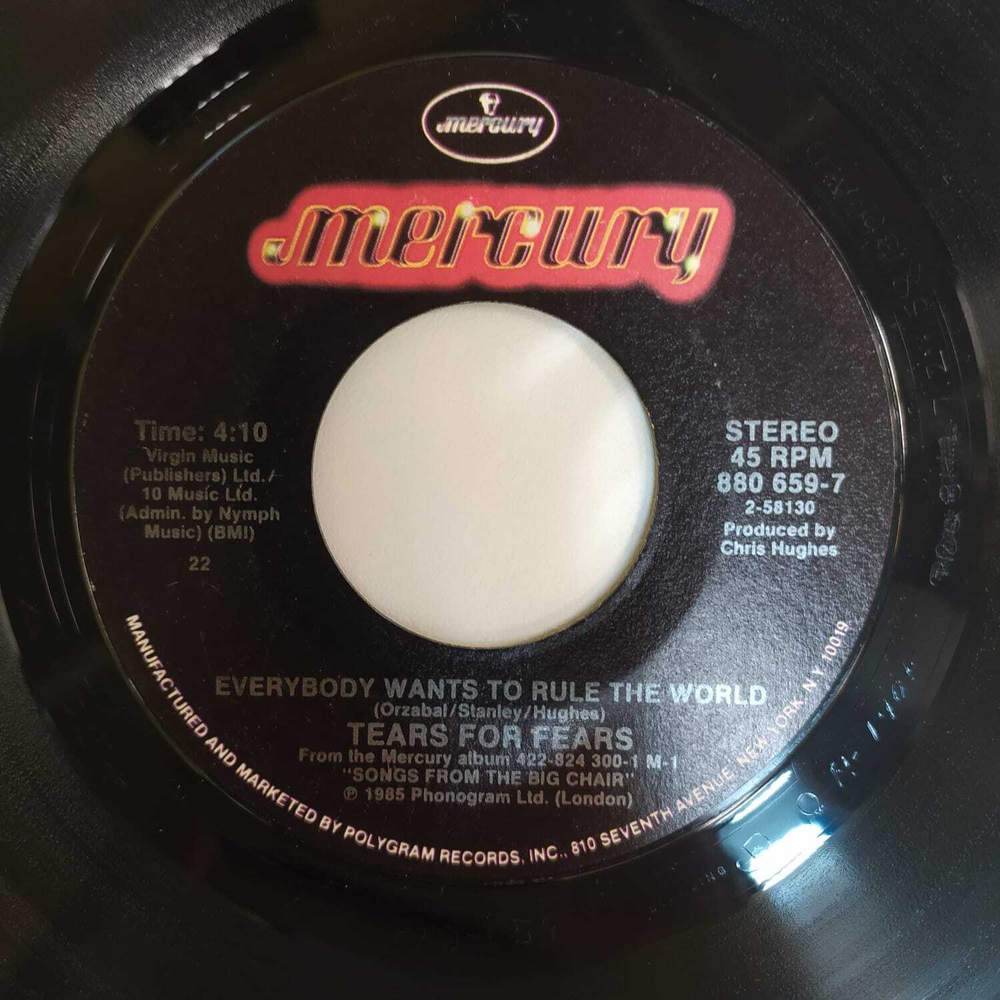 mercury
mercury
Time: 4:10
Virgin Music
(Publishers) Ltd./
10 Music Ltd.
(Admin. by Nymph
Music) (BMI)
22
STEREO
45 RPM
880 659-7
2-58130
Produced by
Chris Hughes
EVERYBODY WANTS TO RULE THE WORLD
(Orzabal/Stanley/Hughes)
TEARS FOR FEARS
From the Mercury album 422-824 300-1 M-1
"SONGS FROM THE BIG CHAIR"
℗ 1985 Phonogram Ltd. (London)
MANUFACTURED AND MARKETED BY POLYGRAM RECORDS, INC., 810 SEVENTH AVENUE, NEW YORK, N.Y. 10019